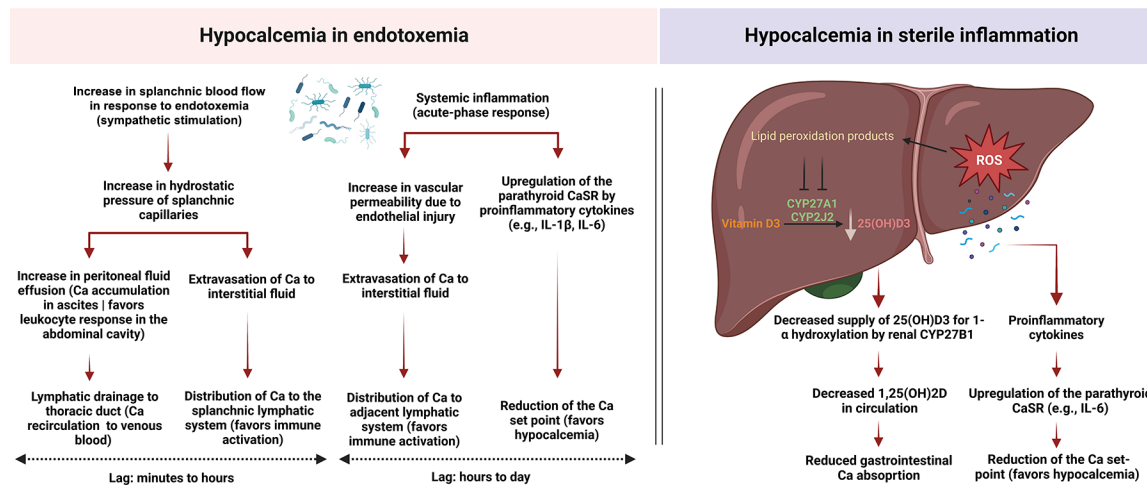 Hypocalcemia in endotoxemia
Hypocalcemia in sterile inflammation
Increase in splanchnic blood flow
in response to endotoxemia
(sympathetic stimulation)
Increase in hydrostatic
pressure of splanchnic
capillaries
Increase in peritoneal fluid
effusion (Ca accumulation
in ascites | favors
leukocyte response in the
abdominal cavity)
Lymphatic drainage to
thoracic duct (Ca
recirculation to venous
blood)
Extravasation of Ca to
interstitial fluid
Distribution of Ca to the
splanchnic lymphatic
system (favors immune
activation)
Lag: minutes to hours
Systemic inflammation
(acute-phase response)
Increase in vascular
permeability due to
endothelial injury
Extravasation of Ca to
interstitial fluid
Distribution of Ca to
adjacent lymphatic
system (favors
immune activation)
Upregulation of the
parathyroid CaSR by
proinflammatory cytokines
(e.g., IL-1β, IL-6)
Reduction of the Ca
set point (favors
hypocalcemia)
Lag: hours to day
Lipid peroxidation products
ROS
CYP27A1
CYP2J2
Vitamin D3
25(OH)D3
Decreased supply of 25(OH)D3 for 1-
α hydroxylation by renal CYP27B1
Decreased 1,25(OH)2D
in circulation
Reduced gastrointestinal
Ca absoprtion
Proinflammatory
cytokines
Upregulation of the parathyroid
CaSR (e.g., IL-6)
Reduction of the Ca set-
point (favors hypocalcemia)